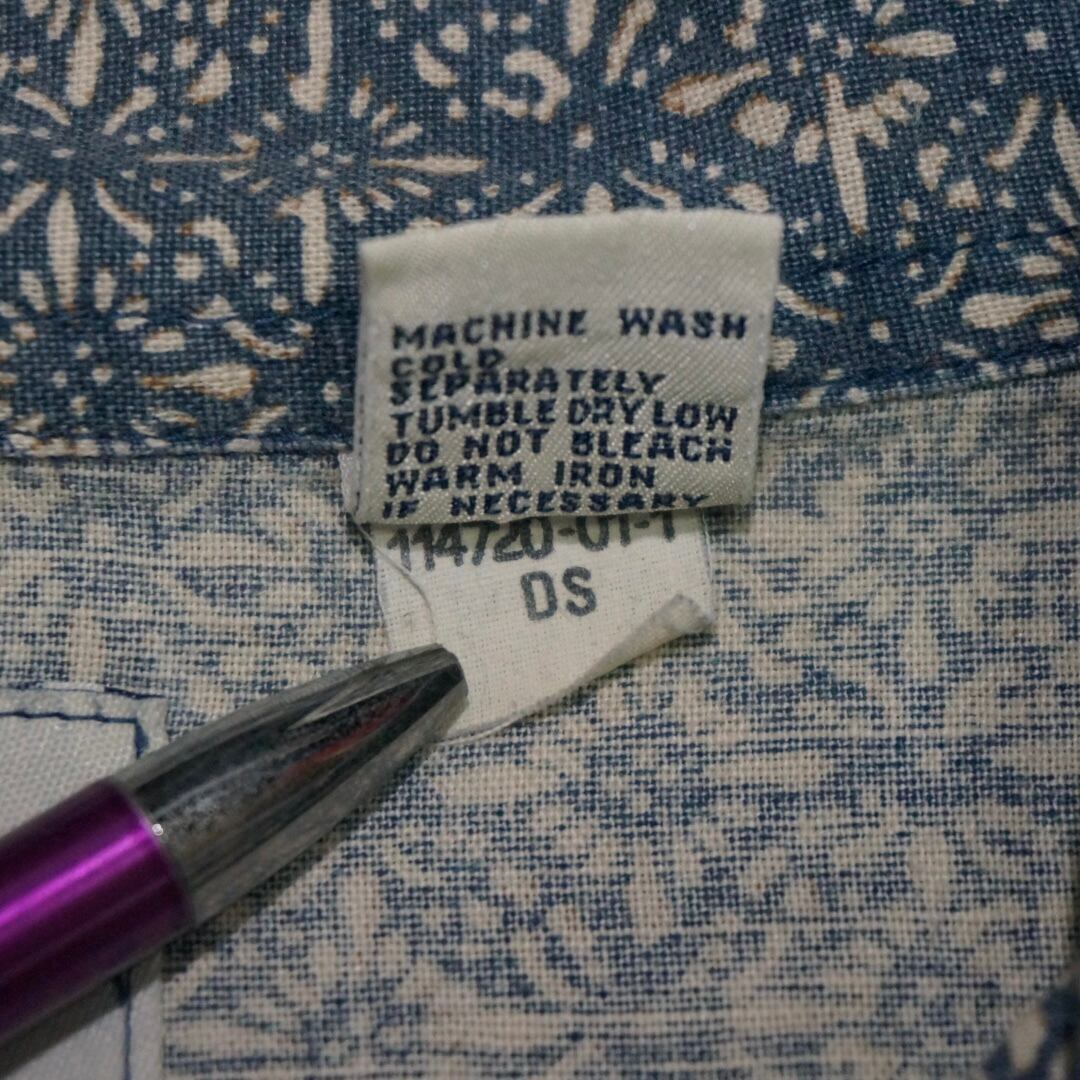 MACHINE WASH
COLD
SEPARATELY
TUMBLE DRY LOW
DO NOT BLEACH
WARM IRON
IF NECESSARY
114720-01-1
DS